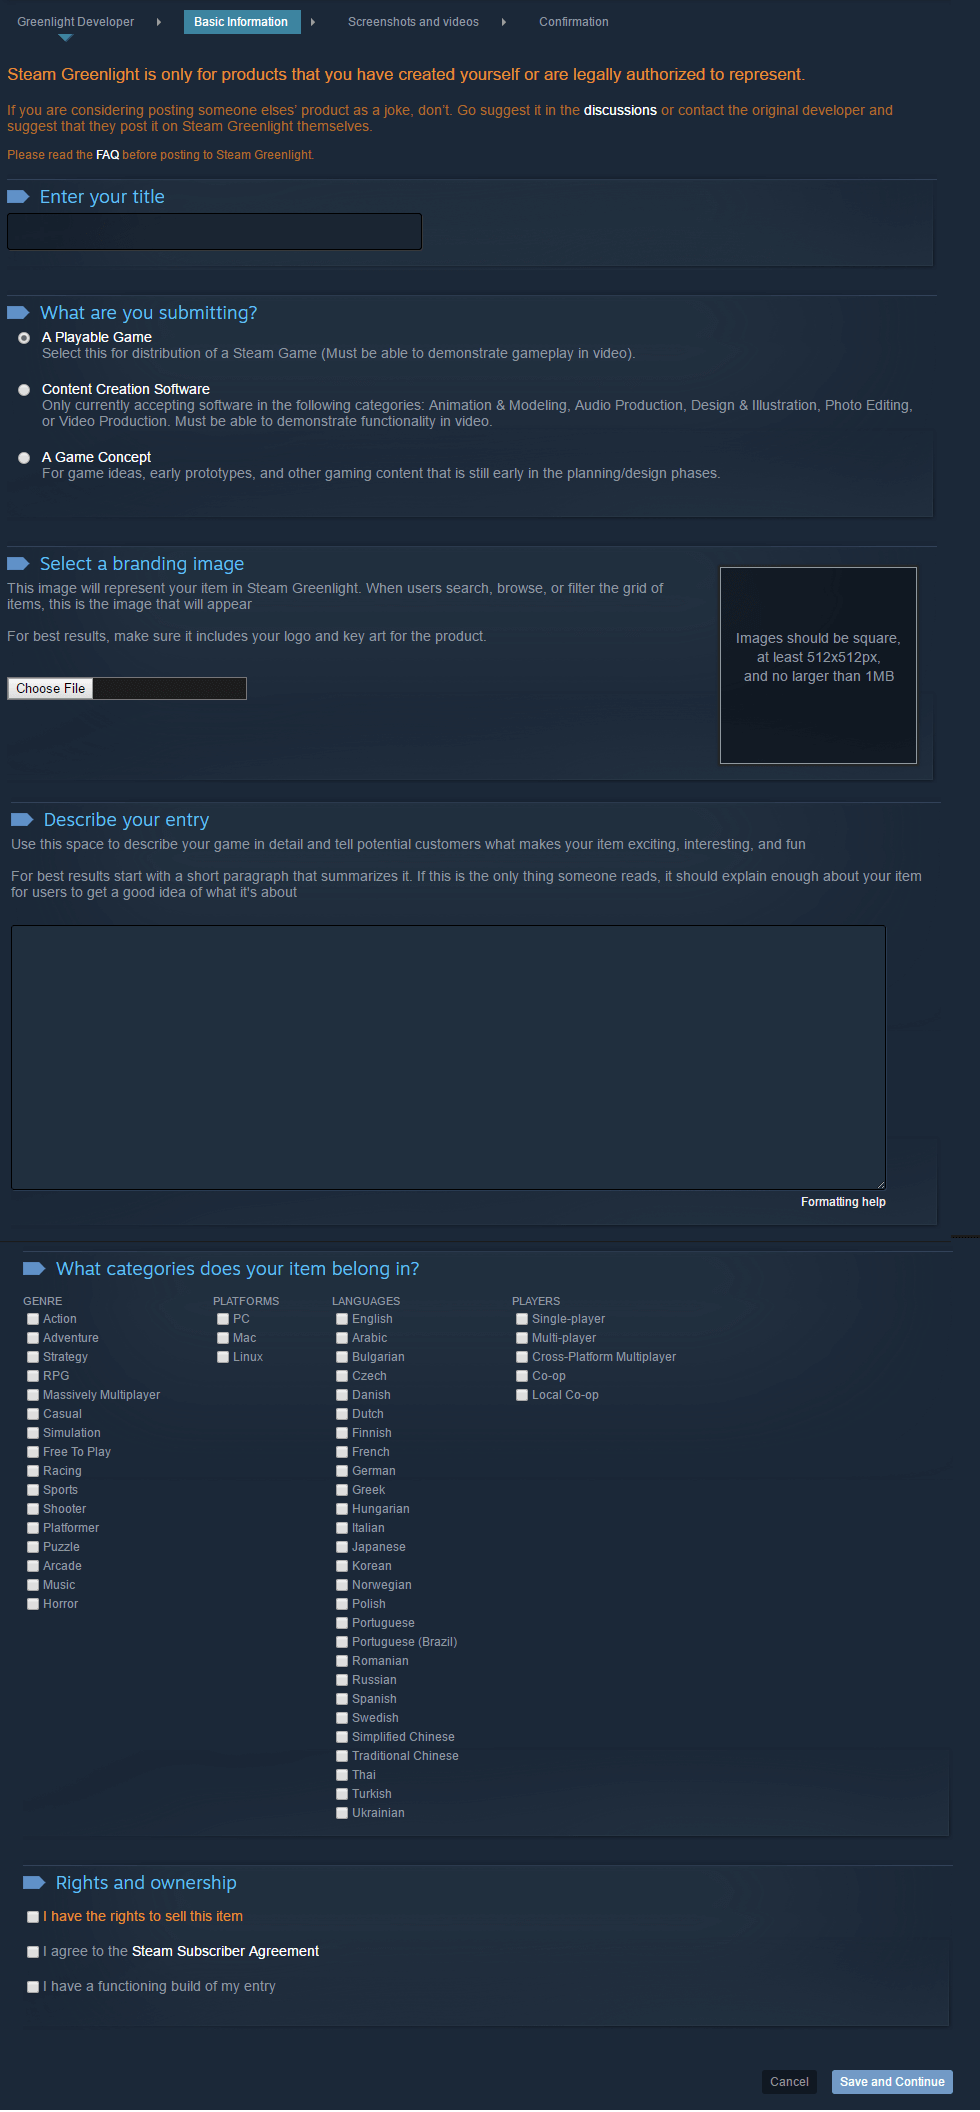 Greenlight Developer Basic Information Screenshots and videos Confirmation
Steam Greenlight is only for products that you have created yourself or are legally authorized to represent.
If you are considering posting someone elses' product as a joke, don't. Go suggest it in the discussions or contact the original developer and
suggest that they post it on Steam Greenlight themselves.
Please read the FAQ before posting to Steam Greenlight.
Enter your title
What are you submitting?
A Playable Game
Select this for distribution of a Steam Game (Must be able to demonstrate gameplay in video).
Content Creation Software
Only currently accepting software in the following categories: Animation & Modeling, Audio Production, Design & Illustration, Photo Editing,
or Video Production. Must be able to demonstrate functionality in video.
A Game Concept
For game ideas, early prototypes, and other gaming content that is still early in the planning/design phases.
Select a branding image
This image will represent your item in Steam Greenlight. When users search, browse, or filter the grid of
items, this is the image that will appear
For best results, make sure it includes your logo and key art for the product.
Choose File
Images should be square,
at least 512x512px,
and no larger than 1MB
Describe your entry
Use this space to describe your game in detail and tell potential customers what makes your item exciting, interesting, and fun
For best results start with a short paragraph that summarizes it. If this is the only thing someone reads, it should explain enough about your item
for users to get a good idea of what it's about
Formatting help
What categories does your item belong in?
GENRE
Action
Adventure
Strategy
RPG
Massively Multiplayer
Casual
Simulation
Free To Play
Racing
Sports
Shooter
Platformer
Puzzle
Arcade
Music
Horror
PLATFORMS
PC
Mac
Linux
LANGUAGES
English
Arabic
Bulgarian
Czech
Danish
Dutch
Finnish
French
German
Greek
Hungarian
Italian
Japanese
Korean
Norwegian
Polish
Portuguese
Portuguese (Brazil)
Romanian
Russian
Spanish
Swedish
Simplified Chinese
Traditional Chinese
Thai
Turkish
Ukrainian
PLAYERS
Single-player
Multi-player
Cross-Platform Multiplayer
Co-op
Local Co-op
Rights and ownership
I have the rights to sell this item
I agree to the Steam Subscriber Agreement
I have a functioning build of my entry
Cancel Save and Continue